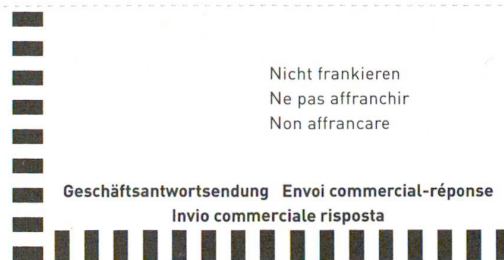 Nicht frankieren
Ne pas affranchir
Non affrancare
Geschäftsantwortsendung Envoi commercial-réponse
Invio commerciale risposta